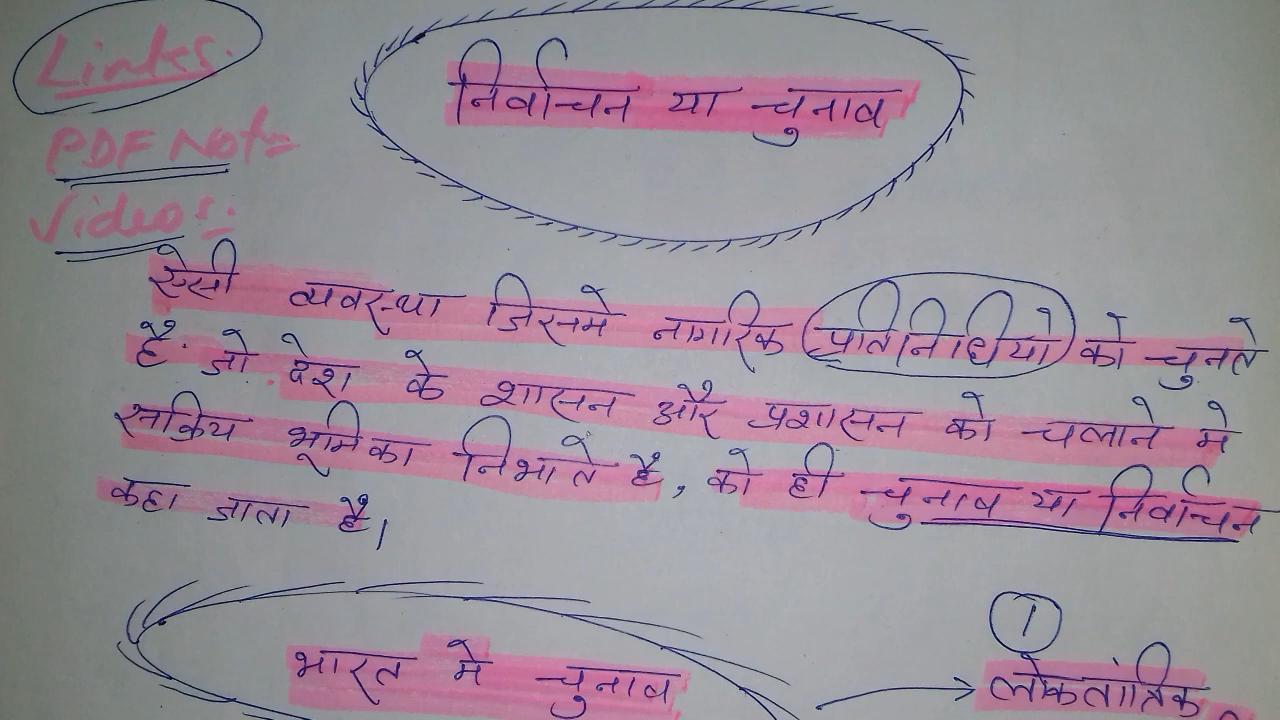 Links.
निर्वाचन या चुनाव
PDF Note
Videos:
ऐसी व्यवस्था जिसमे नागरिक प्रतिनिधियो को चुनते
है. जो देश के शासन और प्रशासन को चलाने मे
सक्रिय भूमिका निभाते है, को ही चुनाव या निर्वाचन
कहा जाता है।
भारत मे चुनाव
1
लोकतांत्रिक